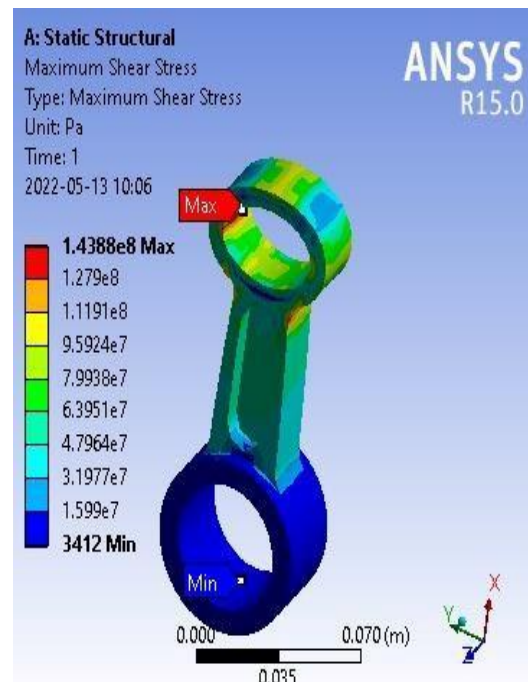 A: Static Structural
Maximum Shear Stress
Type: Maximum Shear Stress
Unit: Pa
Time: 1
2022-05-13 10:06
ANSYS
R15.0
Max
1.4388e8 Max
1.279e8
1.1191e8
9.5924e7
7.9938e7
6.3951e7
4.7964e7
3.1977e7
1.599e7
3412 Min
Min
X
Y
Z
0.000
0.070 (m)
0.035